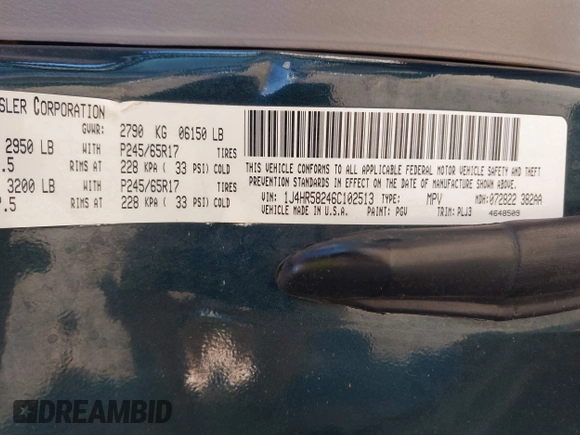 SLER CORPORATION
GVWR: 2790 KG 06150 LB
2950 LB WITH P245/65R17 TIRES
.5 RIMS AT 228 KPA ( 33 PSI) COLD
3200 LB WITH P245/65R17 TIRES
7.5 RIMS AT 228 KPA ( 33 PSI) COLD
THIS VEHICLE CONFORMS TO ALL APPLICABLE FEDERAL MOTOR VEHICLE SAFETY AND THEFT
PREVENTION STANDARDS IN EFFECT ON THE DATE OF MANUFACTURE SHOWN ABOVE.
VIN: 1J4HR58246C102513 TYPE: MPV MDH: 072822 382AA
VEHICLE MADE IN U.S.A. PAINT: PGV TRIM: PLJ3 4648509
DREAMBID